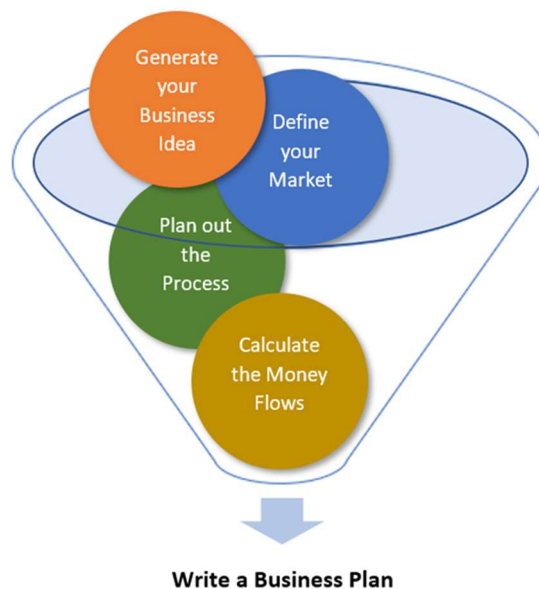 Generate
your
Business
Idea
Define
your
Market
Plan out
the
Process
Calculate
the Money
Flows
Write a Business Plan